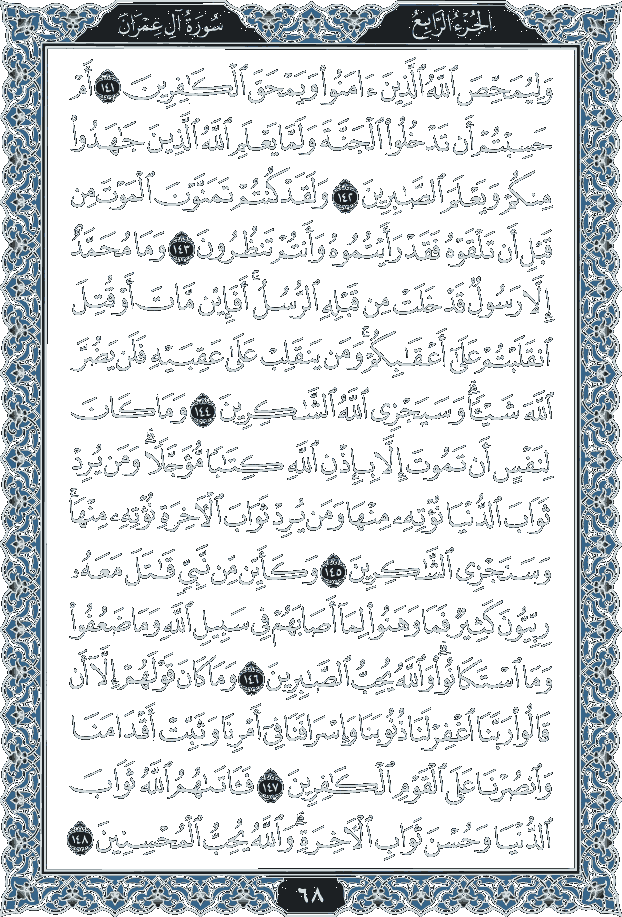 الجزء الرابع
سورة آل عمران
وَلِيُمَحِّصَ ٱللَّهُ ٱلَّذِينَ ءَامَنُوا۟ وَيَمْحَقَ ٱلْكَـٰفِرِينَ ١٤١ أَمْ
حَسِبْتُمْ أَن تَدْخُلُوا۟ ٱلْجَنَّةَ وَلَمَّا يَعْلَمِ ٱللَّهُ ٱلَّذِينَ جَـٰهَدُوا۟
مِنكُمْ وَيَعْلَمَ ٱلصَّـٰبِرِينَ ١٤٢ وَلَقَدْ كُنتُمْ تَمَنَّوْنَ ٱلْمَوْتَ مِن
قَبْلِ أَن تَلْقَوْهُ فَقَدْ رَأَيْتُمُوهُ وَأَنتُمْ تَنظُرُونَ ١٤٣ وَمَا مُحَمَّدٌ
إِلَّا رَسُولٌ قَدْ خَلَتْ مِن قَبْلِهِ ٱلرُّسُلُ ۚ أَفَإِي۟ن مَّاتَ أَوْ قُتِلَ
ٱنقَلَبْتُمْ عَلَىٰٓ أَعْقَـٰبِكُمْ ۚ وَمَن يَنقَلِبْ عَلَىٰ عَقِبَيْهِ فَلَن يَضُرَّ
ٱللَّهَ شَيْـًٔا ۗ وَسَيَجْزِى ٱللَّهُ ٱلشَّـٰكِرِينَ ١٤٤ وَمَا كَانَ
لِنَفْسٍ أَن تَمُوتَ إِلَّا بِإِذْنِ ٱللَّهِ كِتَـٰبًا مُّؤَجَّلًا ۗ وَمَن يُرِدْ
ثَوَابَ ٱلدُّنْيَا نُؤْتِهِۦ مِنْهَا وَمَن يُرِدْ ثَوَابَ ٱلْـَٔاخِرَةِ نُؤْتِهِۦ مِنْهَا ۚ
وَسَنَجْزِى ٱلشَّـٰكِرِينَ ١٤٥ وَكَأَيِّن مِّن نَّبِىٍّ قَـٰتَلَ مَعَهُۥ
رِبِّيُّونَ كَثِيرٌ فَمَا وَهَنُوا۟ لِمَآ أَصَابَهُمْ فِى سَبِيلِ ٱللَّهِ وَمَا ضَعُفُوا۟
وَمَا ٱسْتَكَانُوا۟ ۗ وَٱللَّهُ يُحِبُّ ٱلصَّـٰبِرِينَ ١٤٦ وَمَا كَانَ قَوْلَهُمْ إِلَّآ أَن
قَالُوا۟ رَبَّنَا ٱغْفِرْ لَنَا ذُنُوبَنَا وَإِسْرَافَنَا فِىٓ أَمْرِنَا وَثَبِّتْ أَقْدَامَنَا
وَٱنصُرْنَا عَلَى ٱلْقَوْمِ ٱلْكَـٰفِرِينَ ١٤٧ فَـَٔاتَىٰهُمُ ٱللَّهُ ثَوَابَ
ٱلدُّنْيَا وَحُسْنَ ثَوَابِ ٱلْـَٔاخِرَةِ ۗ وَٱللَّهُ يُحِبُّ ٱلْمُحْسِنِينَ ١٤٨
٦٨